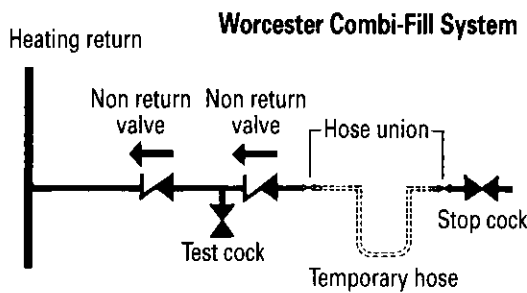 Worcester Combi-Fill System
Heating return
Non return
valve
Non return
valve
Hose union
Test cock
Stop cock
Temporary hose